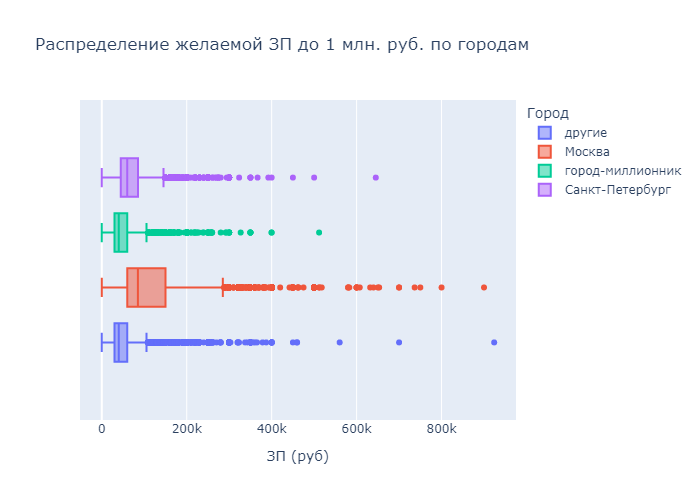 Распределение желаемой ЗП до 1 млн. руб. по городам
Город
другие
Москва
город-миллионник
Санкт-Петербург
0
200k
400k
600k
800k
ЗП (руб)